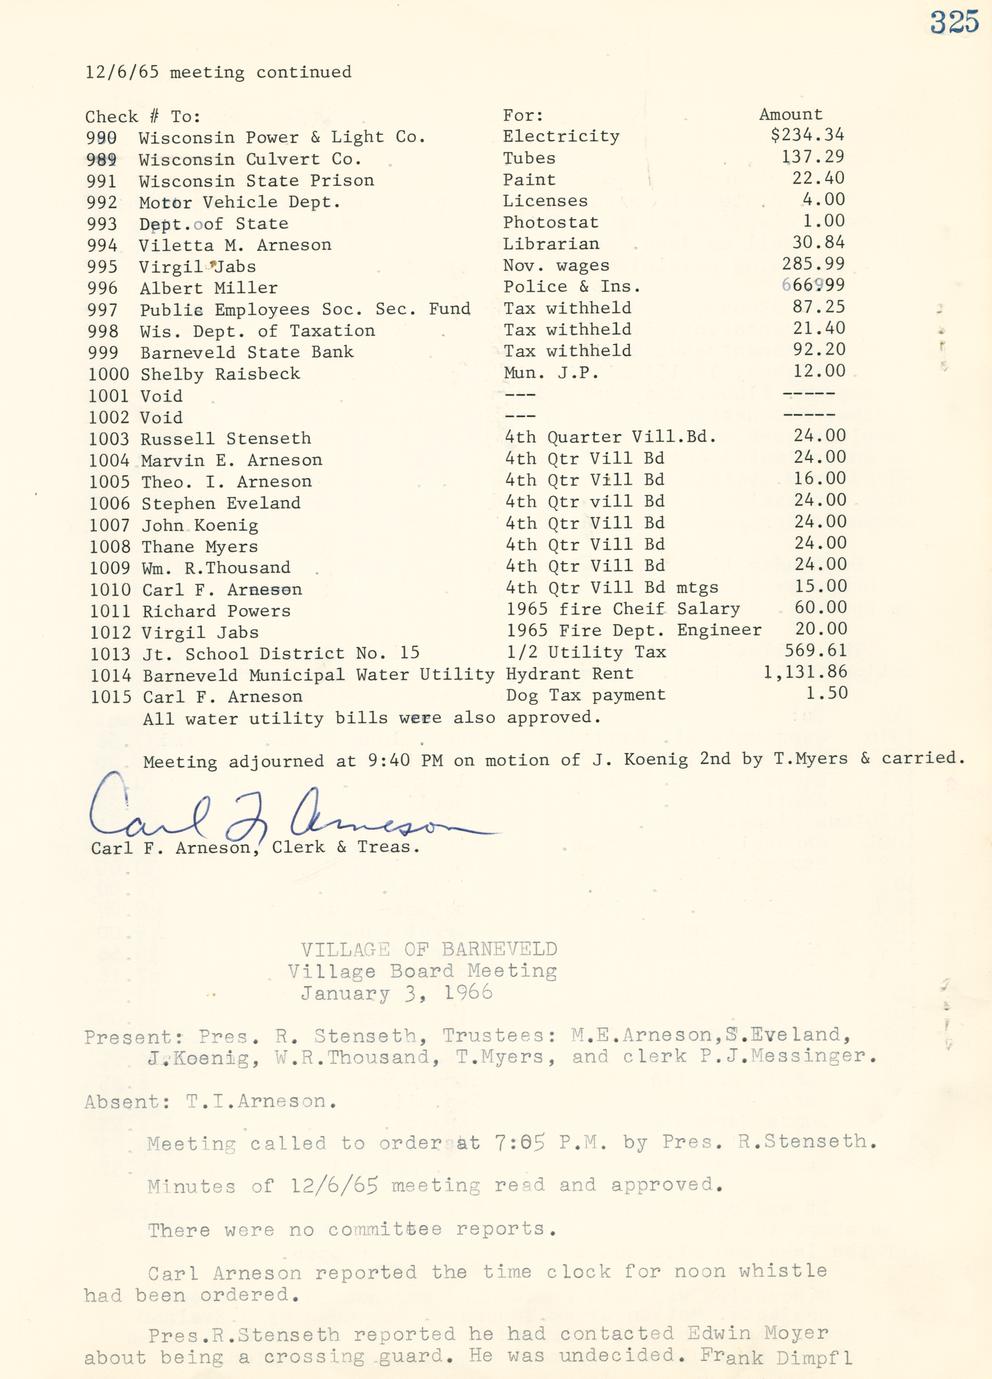 325
12/6/65 meeting continued
Check # To: For: Amount
990 Wisconsin Power & Light Co. Electricity $234.34
989 Wisconsin Culvert Co. Tubes 137.29
991 Wisconsin State Prison Paint 22.40
992 Motor Vehicle Dept. Licenses 4.00
993 Dept.oof State Photostat 1.00
994 Viletta M. Arneson Librarian 30.84
995 Virgil Jabs Nov. wages 285.99
996 Albert Miller Police & Ins. 666999
997 Public Employees Soc. Sec. Fund Tax withheld 87.25
998 Wis. Dept. of Taxation Tax withheld 21.40
999 Barneveld State Bank Tax withheld 92.20
1000 Shelby Raisbeck Mun. J.P. 12.00
1001 Void --- -----
1002 Void --- -----
1003 Russell Stenseth 4th Quarter Vill.Bd. 24.00
1004 Marvin E. Arneson 4th Qtr Vill Bd 24.00
1005 Theo. I. Arneson 4th Qtr Vill Bd 16.00
1006 Stephen Eveland 4th Qtr vill Bd 24.00
1007 John Koenig 4th Qtr Vill Bd 24.00
1008 Thane Myers 4th Qtr Vill Bd 24.00
1009 Wm. R.Thousand 4th Qtr Vill Bd 24.00
1010 Carl F. Arneson 4th Qtr Vill Bd mtgs 15.00
1011 Richard Powers 1965 fire Cheif Salary 60.00
1012 Virgil Jabs 1965 Fire Dept. Engineer 20.00
1013 Jt. School District No. 15 1/2 Utility Tax 569.61
1014 Barneveld Municipal Water Utility Hydrant Rent 1,131.86
1015 Carl F. Arneson Dog Tax payment 1.50
All water utility bills were also approved.
Meeting adjourned at 9:40 PM on motion of J. Koenig 2nd by T.Myers & carried.
Carl F Arneson
Carl F. Arneson, Clerk & Treas.
VILLAGE OF BARNEVELD
Village Board Meeting
January 3, 1966
Present: Pres. R. Stenseth, Trustees: M.E.Arneson,S.Eveland,
J.Koenig, W.R.Thousand, T.Myers, and clerk P.J.Messinger.
Absent: T.I.Arneson.
Meeting called to order at 7:05 P.M. by Pres. R.Stenseth.
Minutes of 12/6/65 meeting read and approved.
There were no committee reports.
Carl Arneson reported the time clock for noon whistle
had been ordered.
Pres.R.Stenseth reported he had contacted Edwin Moyer
about being a crossing guard. He was undecided. Frank Dimpfl